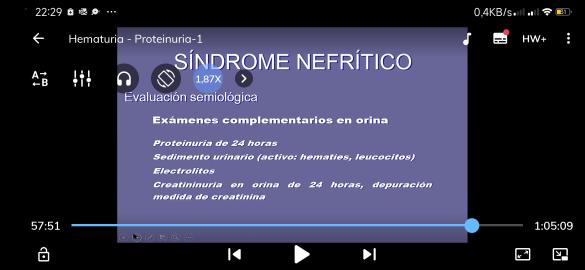 22:29
0,4KB/s
51
Hematuria - Proteinuria-1
HW+
SÍNDROME NEFRÍTICO
A
B
1,87X
Evaluación semiológica
Exámenes complementarios en orina
Proteinuria de 24 horas
Sedimento urinario (activo: hematies, leucocitos)
Electrolitos
Creatininuria en orina de 24 horas, depuración
medida de creatinina
57:51
1:05:09